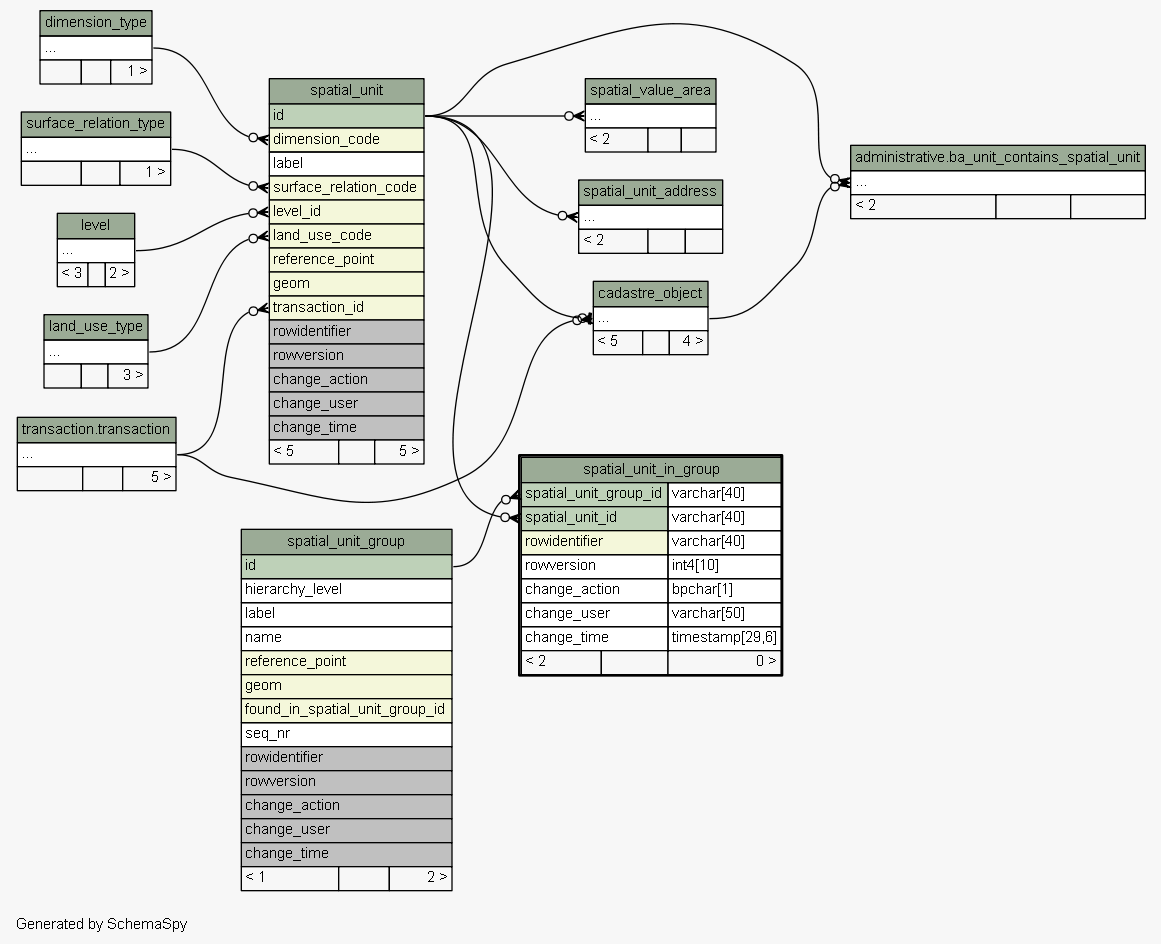 dimension_type
...
1 >
surface_relation_type
...
1 >
level
...
< 3 2 >
land_use_type
...
3 >
transaction.transaction
...
5 >
spatial_unit
id
dimension_code
label
surface_relation_code
level_id
land_use_code
reference_point
geom
transaction_id
rowidentifier
rowversion
change_action
change_user
change_time
< 5 5 >
spatial_value_area
...
< 2
spatial_unit_address
...
< 2
cadastre_object
...
< 5 4 >
administrative.ba_unit_contains_spatial_unit
...
< 2
spatial_unit_in_group
spatial_unit_group_id varchar[40]
spatial_unit_id varchar[40]
rowidentifier varchar[40]
rowversion int4[10]
change_action bpchar[1]
change_user varchar[50]
change_time timestamp[29,6]
< 2 0 >
spatial_unit_group
id
hierarchy_level
label
name
reference_point
geom
found_in_spatial_unit_group_id
seq_nr
rowidentifier
rowversion
change_action
change_user
change_time
< 1 2 >
Generated by SchemaSpy